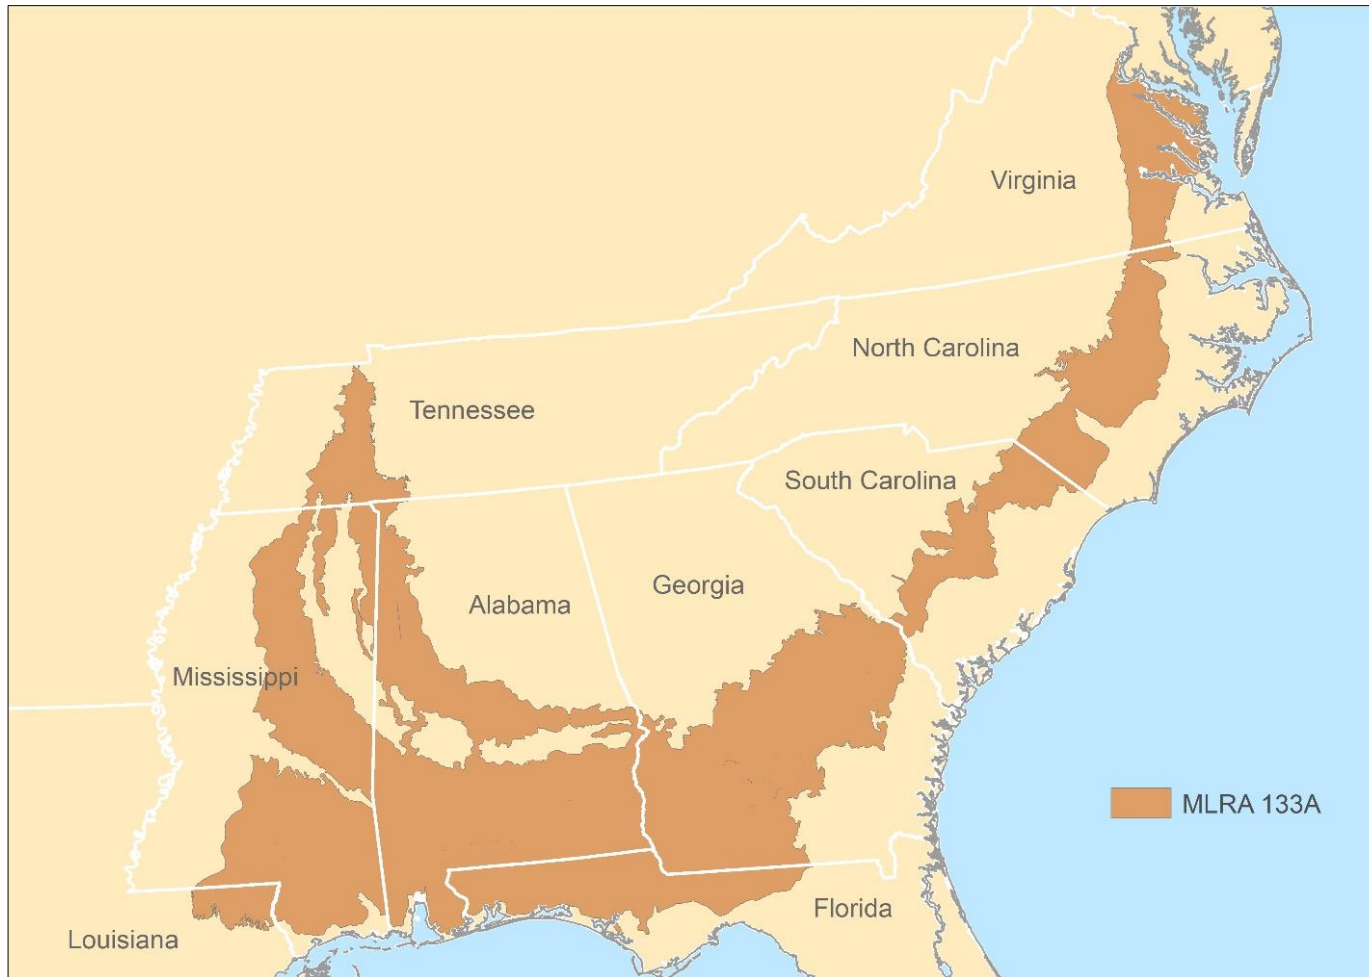 Virginia
North Carolina
Tennessee
South Carolina
Georgia
Alabama
Mississippi
MLRA 133A
Florida
Louisiana